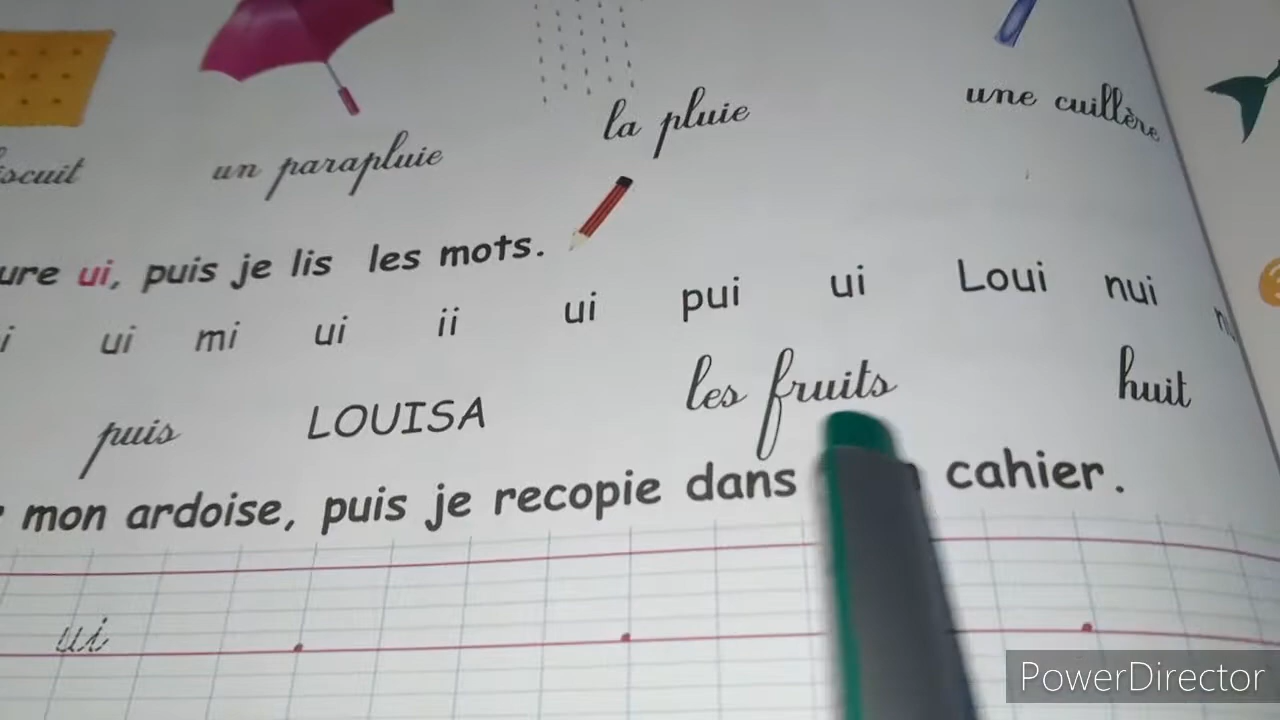 un parapluie la pluie une cuillère
ui, puis je lis les mots.
ui mi ui ii ui pui ui Loui nui
puis LOUISA les fruits huit
mon ardoise, puis je recopie dans cahier.
ui
PowerDirector